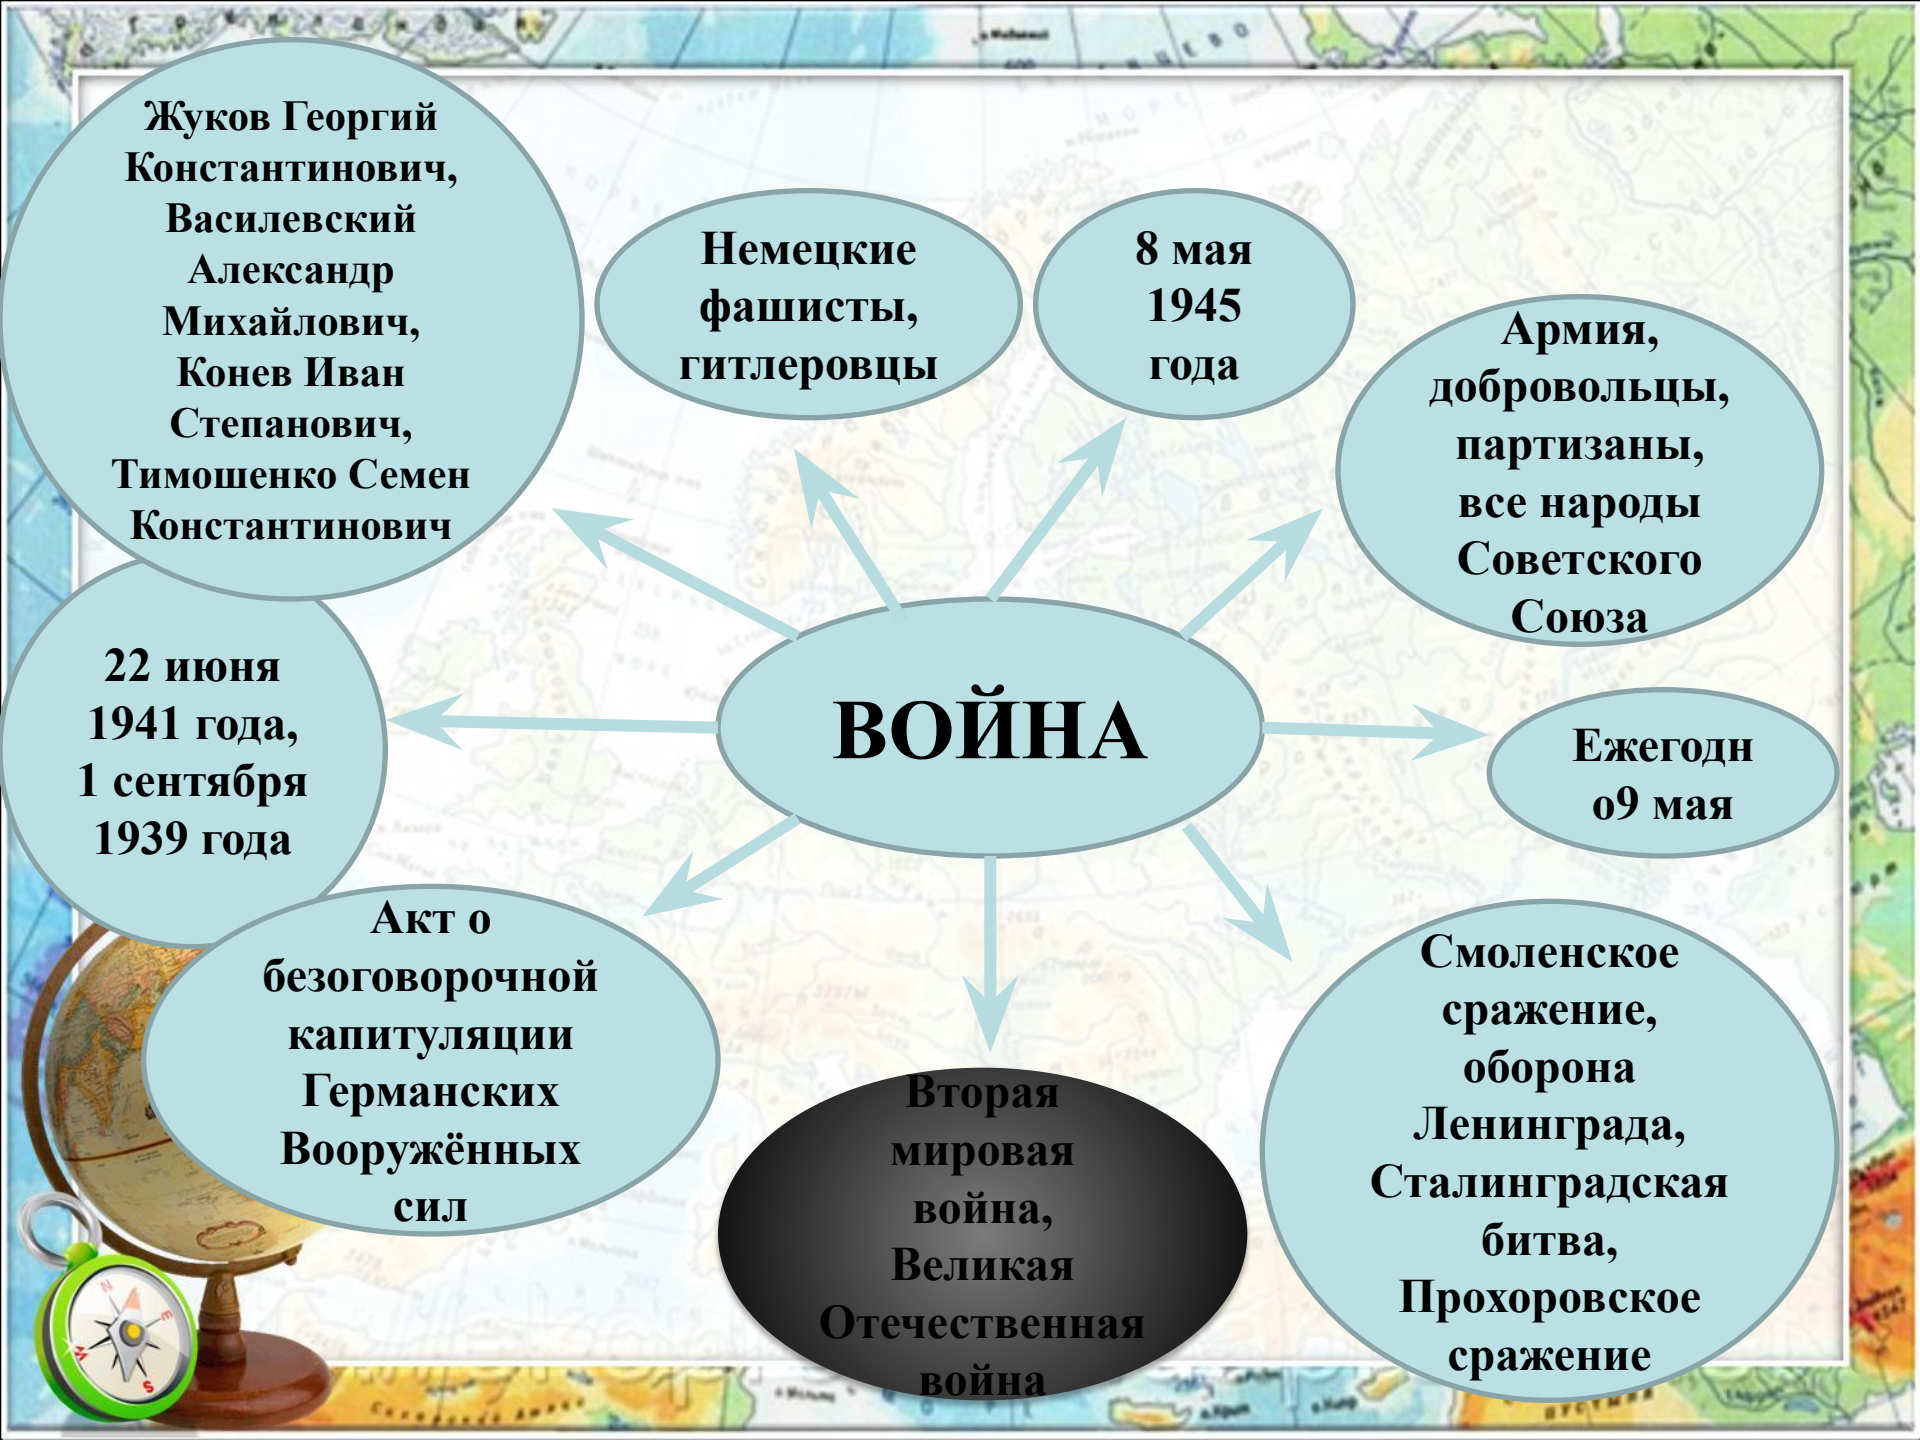 Жуков Георгий
Константинович,
Василевский
Александр
Михайлович,
Конев Иван
Степанович,
Тимошенко Семен
Константинович
Немецкие
фашисты,
гитлеровцы
8 мая
1945
года
Армия,
добровольцы,
партизаны,
все народы
Советского
Союза
22 июня
1941 года,
1 сентября
1939 года
ВОЙНА
Ежегодн
о9 мая
Акт о
безоговорочной
капитуляции
Германских
Вооружённых
сил
Вторая
мировая
война,
Великая
Отечественная
война
Смоленское
сражение,
оборона
Ленинграда,
Сталинградская
битва,
Прохоровское
сражение
N
E
S